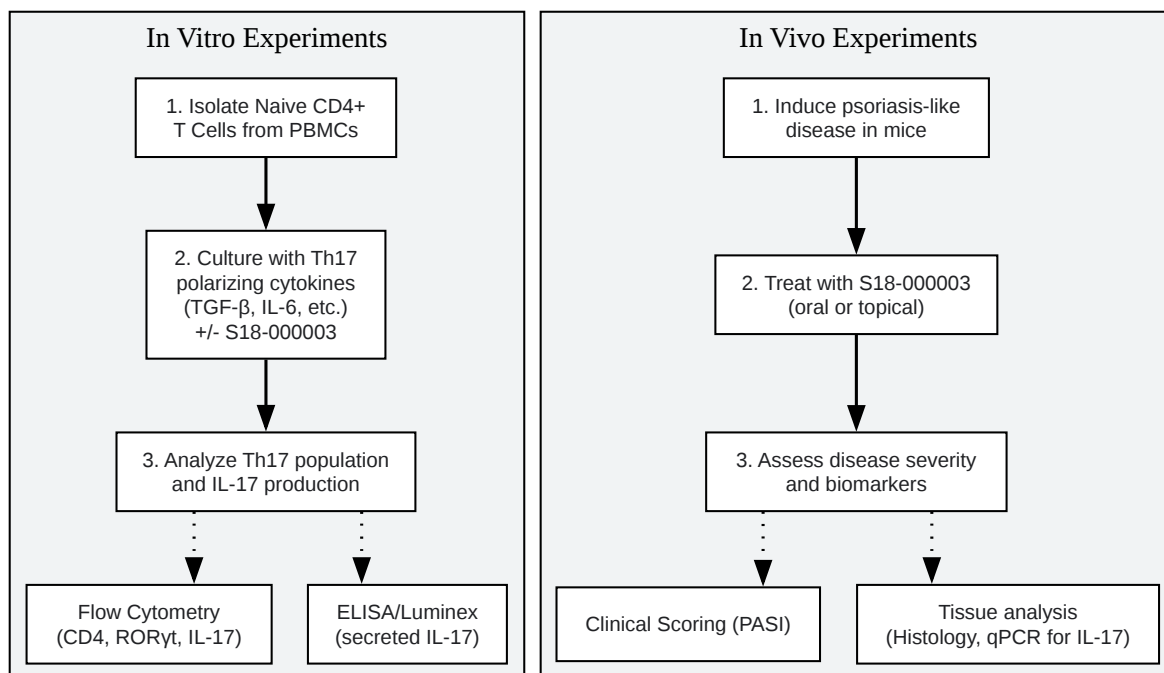 In Vitro Experiments
1. Isolate Naive CD4+
T Cells from PBMCs
2. Culture with Th17
polarizing cytokines
(TGF-β, IL-6, etc.)
+/- S18-000003
3. Analyze Th17 population
and IL-17 production
Flow Cytometry
(CD4, RORγt, IL-17)
ELISA/Luminex
(secreted IL-17)
In Vivo Experiments
1. Induce psoriasis-like
disease in mice
2. Treat with S18-000003
(oral or topical)
3. Assess disease severity
and biomarkers
Clinical Scoring (PASI)
Tissue analysis
(Histology, qPCR for IL-17)